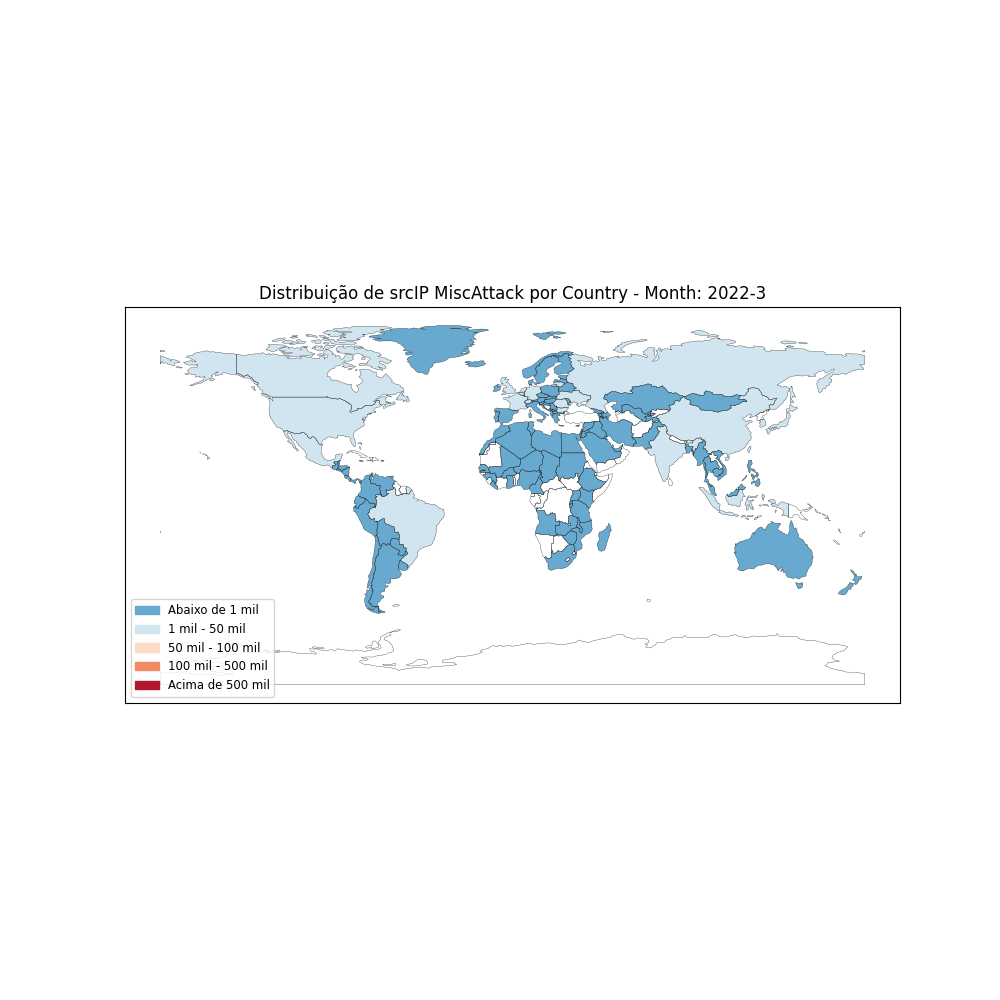 Distribuição de srcIP MiscAttack por Country - Month: 2022-3
Abaixo de 1 mil
1 mil - 50 mil
50 mil - 100 mil
100 mil - 500 mil
Acima de 500 mil